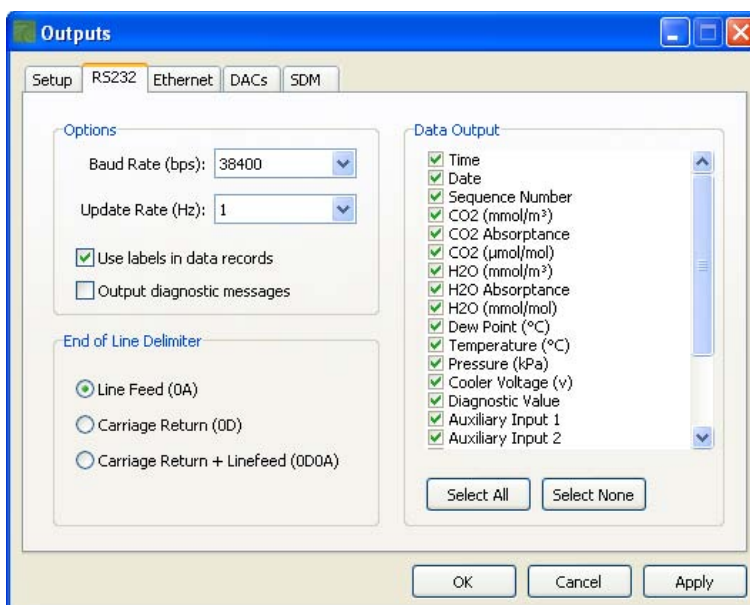 Outputs
Setup RS232 Ethernet DACs SDM
Options
Baud Rate (bps): 38400
Update Rate (Hz): 1
Use labels in data records
Output diagnostic messages
End of Line Delimiter
Line Feed (0A)
Carriage Return (0D)
Carriage Return + Linefeed (0D0A)
Data Output
Time
Date
Sequence Number
CO2 (mmol/m³)
CO2 Absorptance
CO2 (µmol/mol)
H2O (mmol/m³)
H2O Absorptance
H2O (mmol/mol)
Dew Point (°C)
Temperature (°C)
Pressure (kPa)
Cooler Voltage (v)
Diagnostic Value
Auxiliary Input 1
Auxiliary Input 2
Select All Select None
OK Cancel Apply